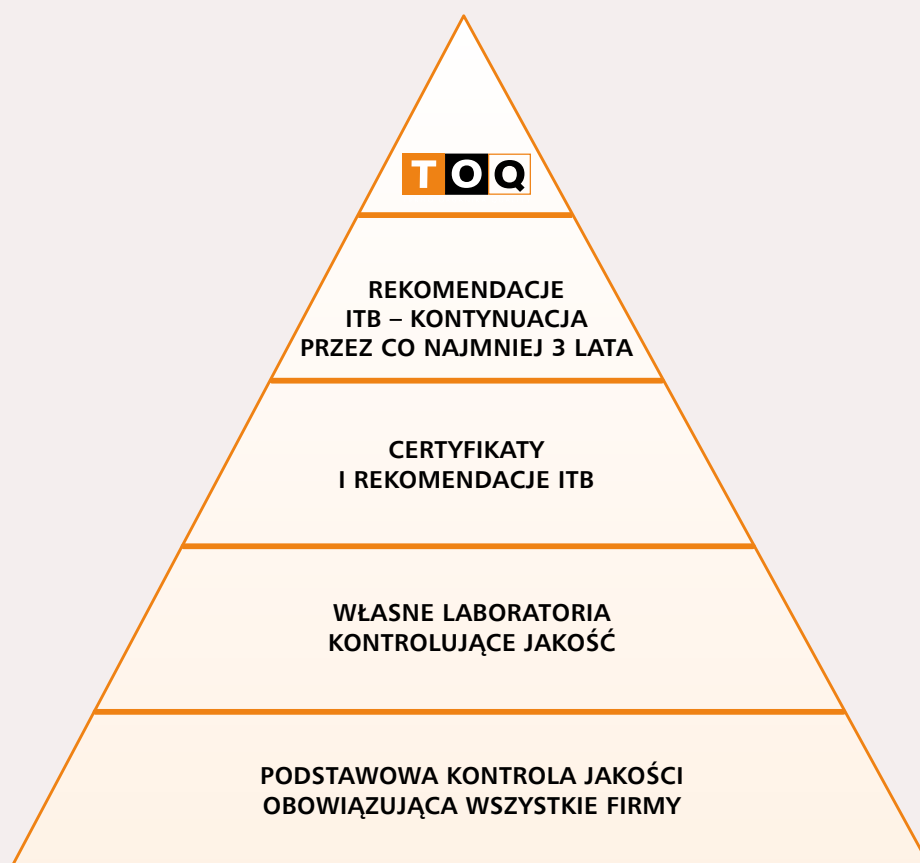 TOQ
REKOMENDACJE
ITB – KONTYNUACJA
PRZEZ CO NAJMNIEJ 3 LATA
CERTYFIKATY
I REKOMENDACJE ITB
WŁASNE LABORATORIA
KONTROLUJĄCE JAKOŚĆ
PODSTAWOWA KONTROLA JAKOŚCI
OBOWIĄZUJĄCA WSZYSTKIE FIRMY